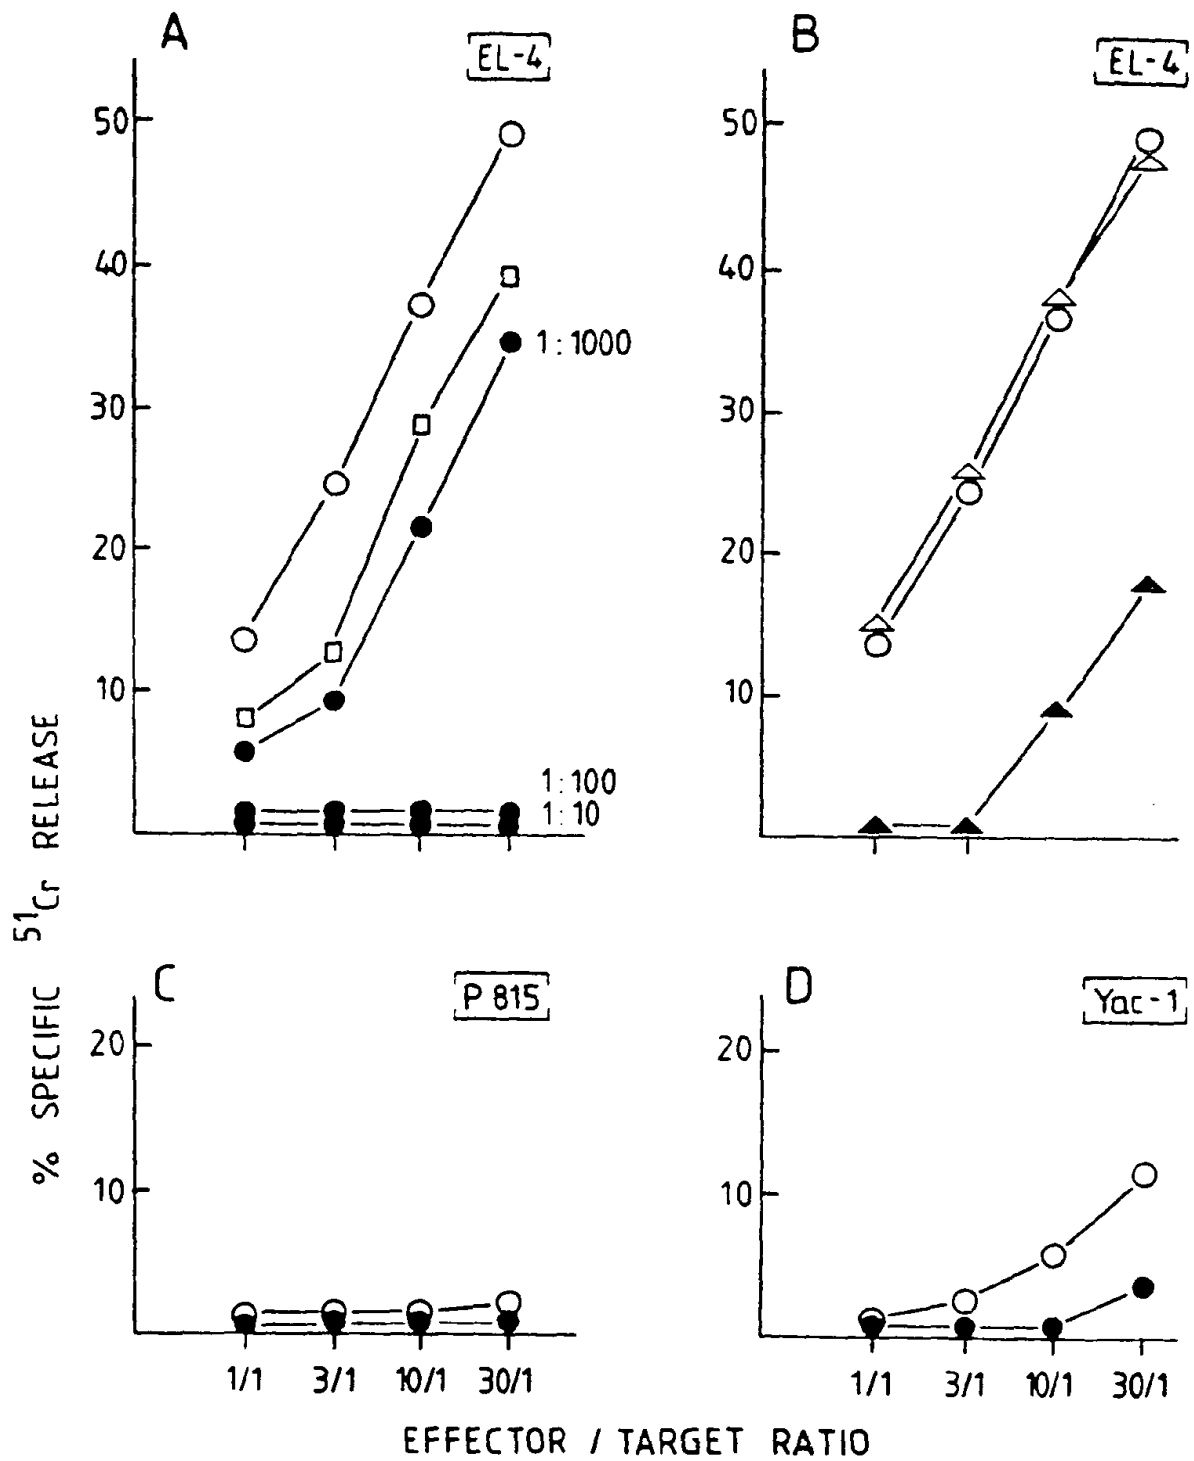 A
EL-4
50
40
30
20
10
1:1000
1:100
1:10
B
EL-4
50
40
30
20
10
% SPECIFIC 51Cr RELEASE
C
P 815
20
10
1/1 3/1 10/1 30/1
D
Yac-1
20
10
1/1 3/1 10/1 30/1
EFFECTOR / TARGET RATIO